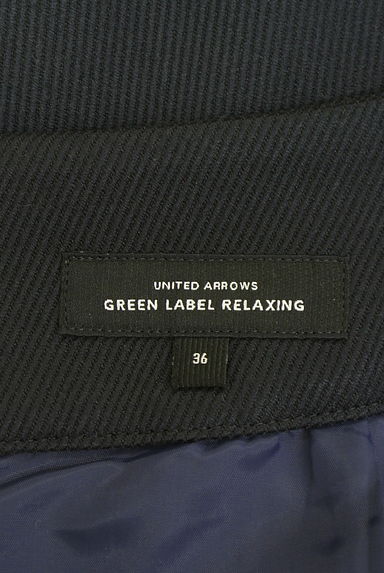 UNITED ARROWS
GREEN LABEL RELAXING
36